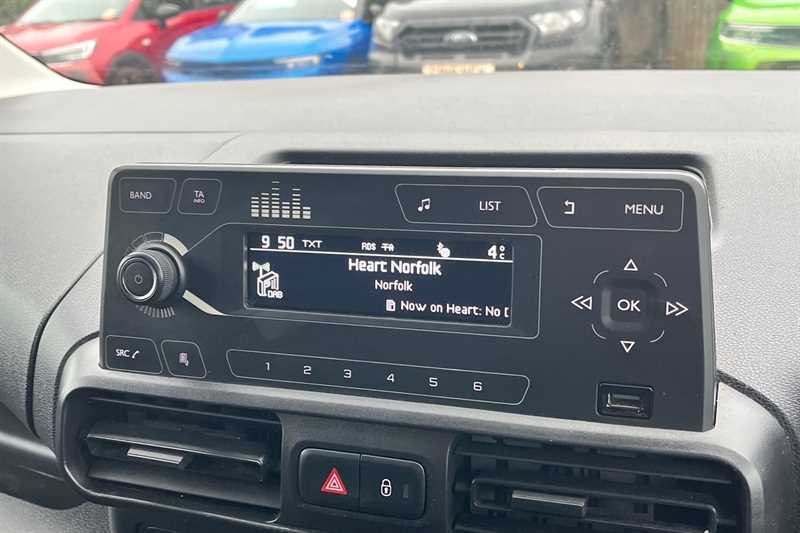 BAND
TA
INFO
LIST
MENU
9 50 TXT RDS TA 4°C
Heart Norfolk
Norfolk
DAB
Now on Heart: No
OK
SRC
1 2 3 4 5 6
Ford